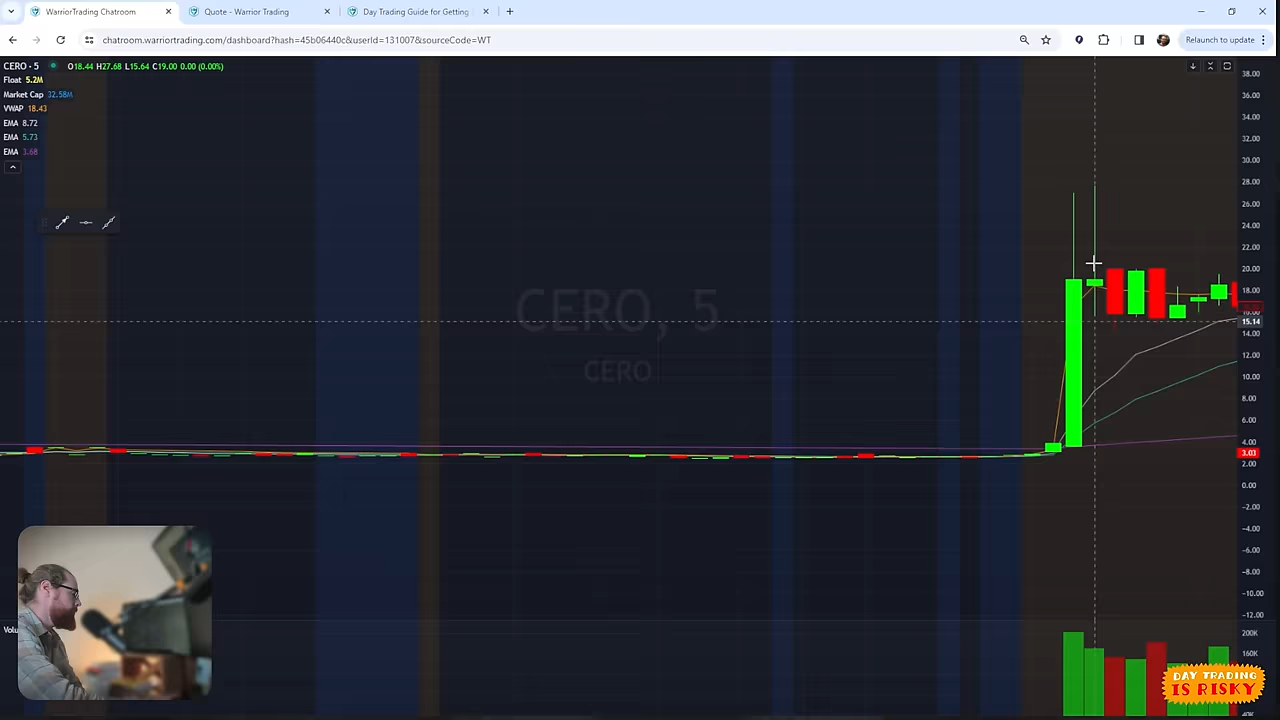 WarriorTrading Chatroom
Quote - Warrior Trading
Day Trading Guide for Getting
chatroom.warriortrading.com/dashboard?hash=45b06440c&userId=131007&sourceCode=WT
Relaunch to update
CERO · 5
O18.44 H27.68 L15.64 C19.00 0.00 (0.00%)
Float 5.2M
Market Cap 32.58M
VWAP 18.43
EMA 8.72
EMA 5.73
EMA 3.68
CERO, 5
CERO
38.00
36.00
34.00
32.00
30.00
28.00
26.00
24.00
22.00
20.00
18.00
15.14
14.00
12.00
10.00
8.00
6.00
4.00
3.03
2.00
0.00
−2.00
−4.00
−6.00
−8.00
−10.00
−12.00
200K
160K
DAY TRADING
IS RISKY